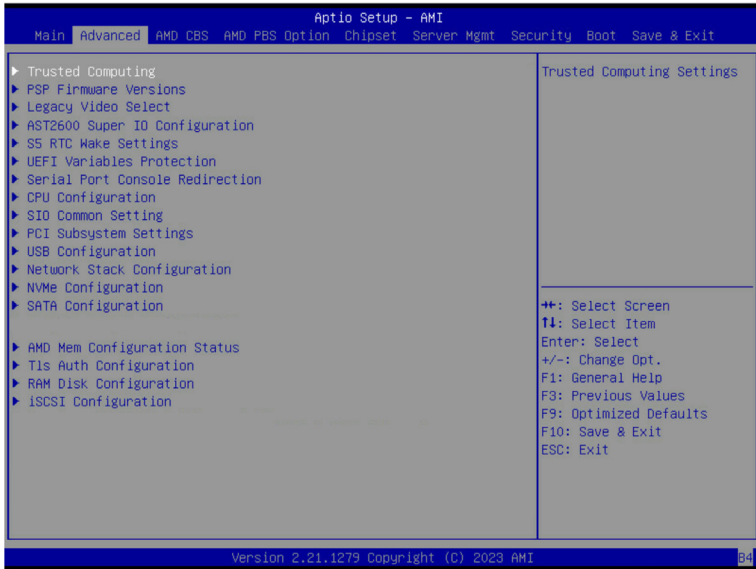 Aptio Setup – AMI
Main Advanced AMD CBS AMD PBS Option Chipset Server Mgmt Security Boot Save & Exit
Trusted Computing
PSP Firmware Versions
Legacy Video Select
AST2600 Super IO Configuration
S5 RTC Wake Settings
UEFI Variables Protection
Serial Port Console Redirection
CPU Configuration
SIO Common Setting
PCI Subsystem Settings
USB Configuration
Network Stack Configuration
NVMe Configuration
SATA Configuration
AMD Mem Configuration Status
Tls Auth Configuration
RAM Disk Configuration
iSCSI Configuration
Trusted Computing Settings
→←: Select Screen
↑↓: Select Item
Enter: Select
+/-: Change Opt.
F1: General Help
F3: Previous Values
F9: Optimized Defaults
F10: Save & Exit
ESC: Exit
Version 2.21.1279 Copyright (C) 2023 AMI
B4